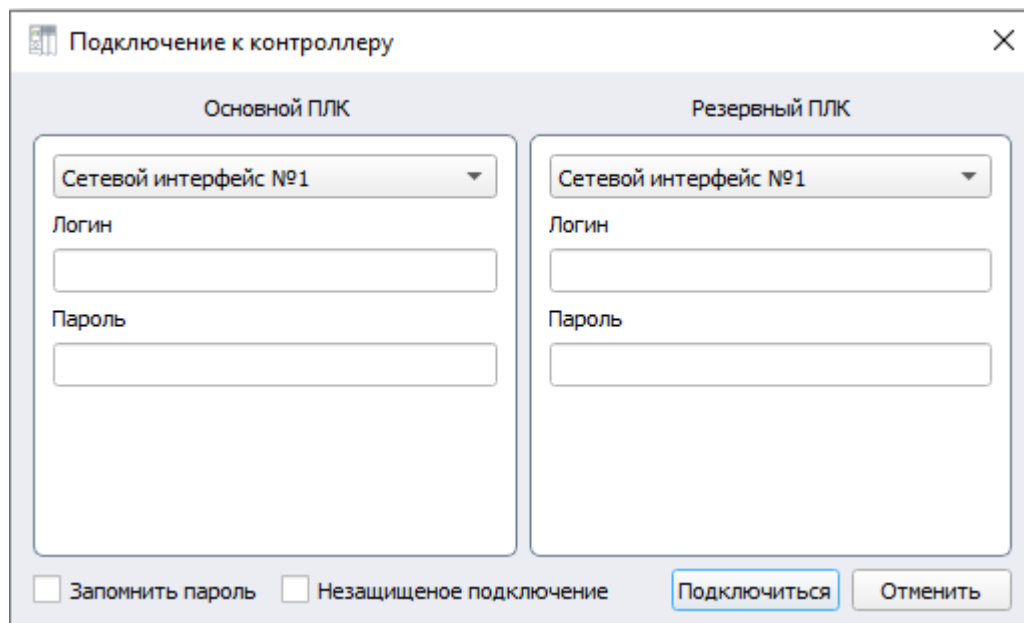 Подключение к контроллеру
Основной ПЛК
Сетевой интерфейс №1
Логин
Пароль
Резервный ПЛК
Сетевой интерфейс №1
Логин
Пароль
Запомнить пароль
Незащищеное подключение
Подключиться
Отменить